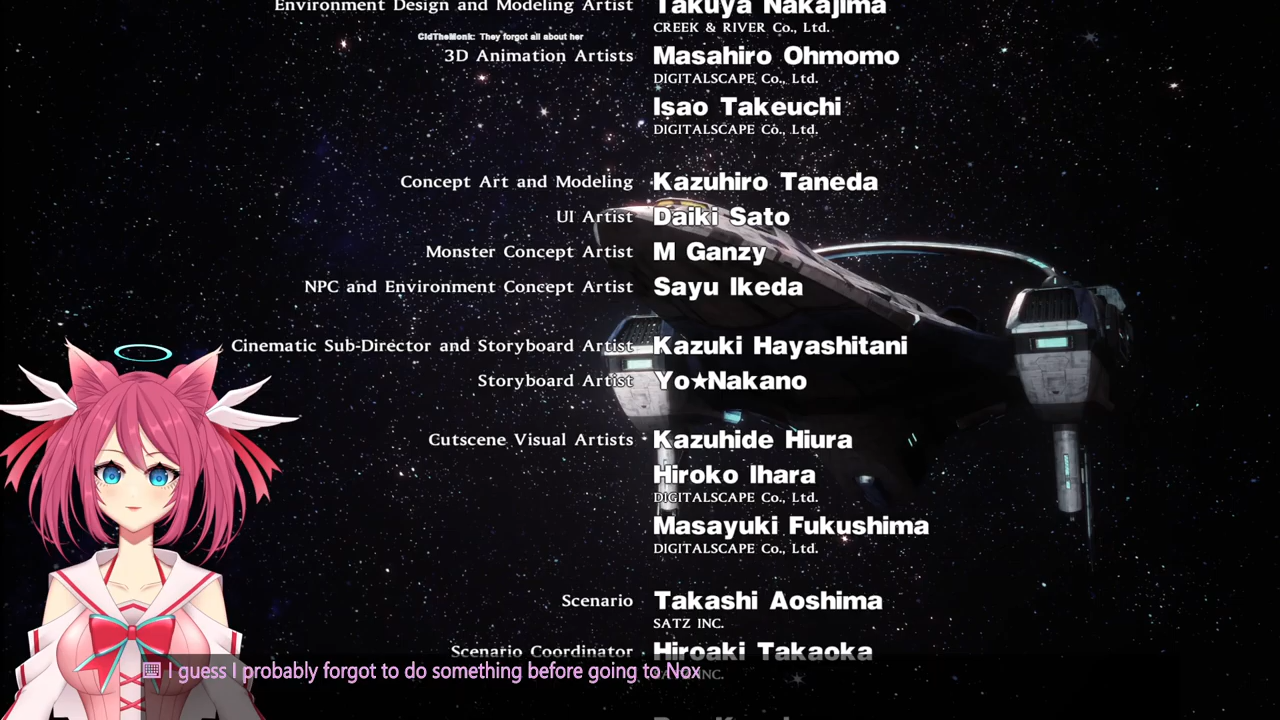 Environment Design and Modeling Artist Takuya Nakajima
CREEK & RIVER Co., Ltd.
CidTheMonk: They forgot all about her
3D Animation Artists Masahiro Ohmomo
DIGITALSCAPE Co., Ltd.
Isao Takeuchi
DIGITALSCAPE Co., Ltd.
Concept Art and Modeling Kazuhiro Taneda
UI Artist Daiki Sato
Monster Concept Artist M Ganzy
NPC and Environment Concept Artist Sayu Ikeda
Cinematic Sub-Director and Storyboard Artist Kazuki Hayashitani
Storyboard Artist Yo★Nakano
Cutscene Visual Artists Kazuhide Hiura
Hiroko Ihara
DIGITALSCAPE Co., Ltd.
Masayuki Fukushima
DIGITALSCAPE Co., Ltd.
Scenario Takashi Aoshima
SATZ INC.
Scenario Coordinator Hiroaki Takaoka
I guess I probably forgot to do something before going to Nox
INC.